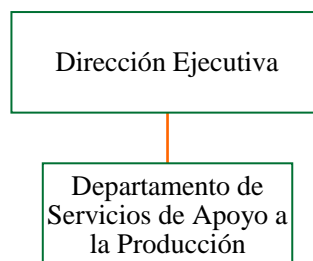 Dirección Ejecutiva
Departamento de
Servicios de Apoyo a
la Producción